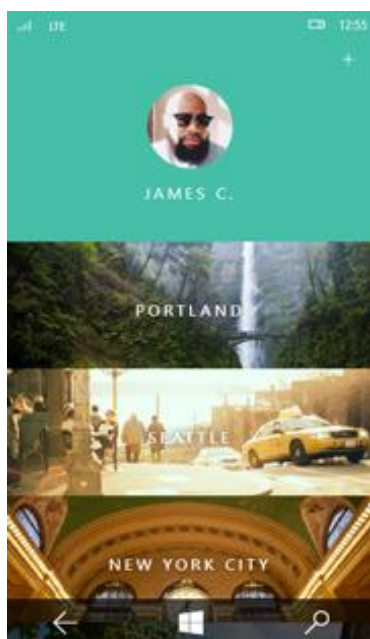 LTE 12:55
+
JAMES C.
PORTLAND
SEATTLE
NEW YORK CITY